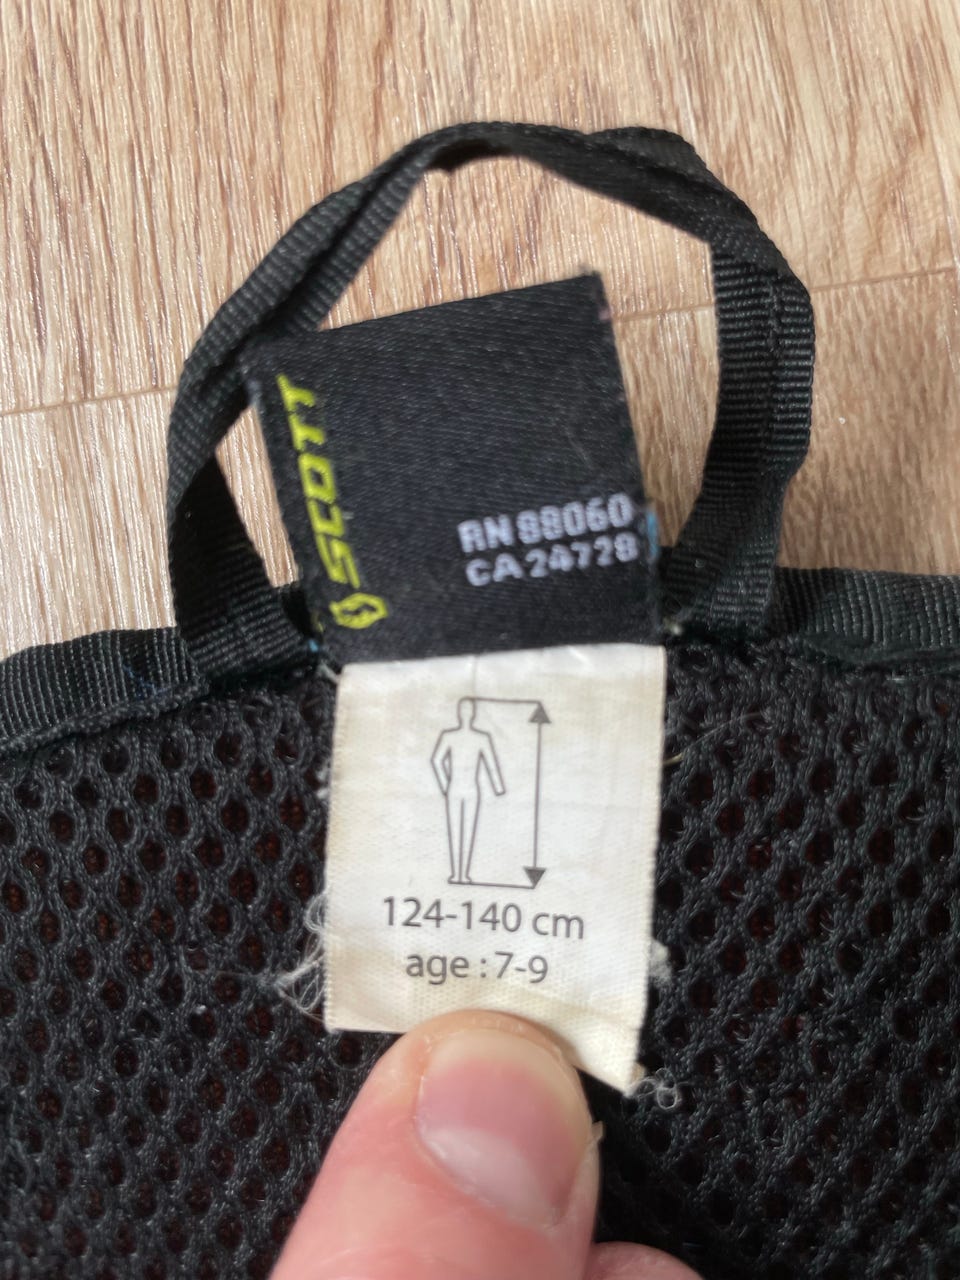 SCOTT
RN 88060
CA 24728
124-140 cm
age : 7-9